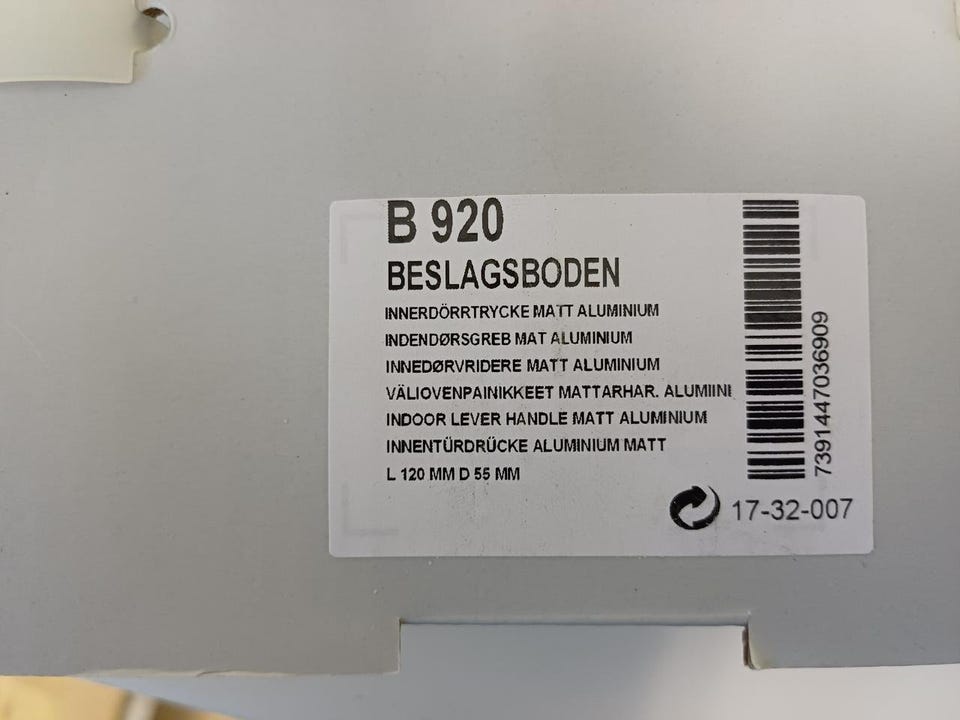 B 920
BESLAGSBODEN
INNERDÖRRTRYCKE MATT ALUMINIUM
INDENDØRSGREB MAT ALUMINIUM
INNEDØRVRIDERE MATT ALUMINIUM
VÄLIOVENPAINIKKEET MATTARHAR. ALUMIINI
INDOOR LEVER HANDLE MATT ALUMINIUM
INNENTÜRDRÜCKE ALUMINIUM MATT
L 120 MM D 55 MM
17-32-007
7391447036909